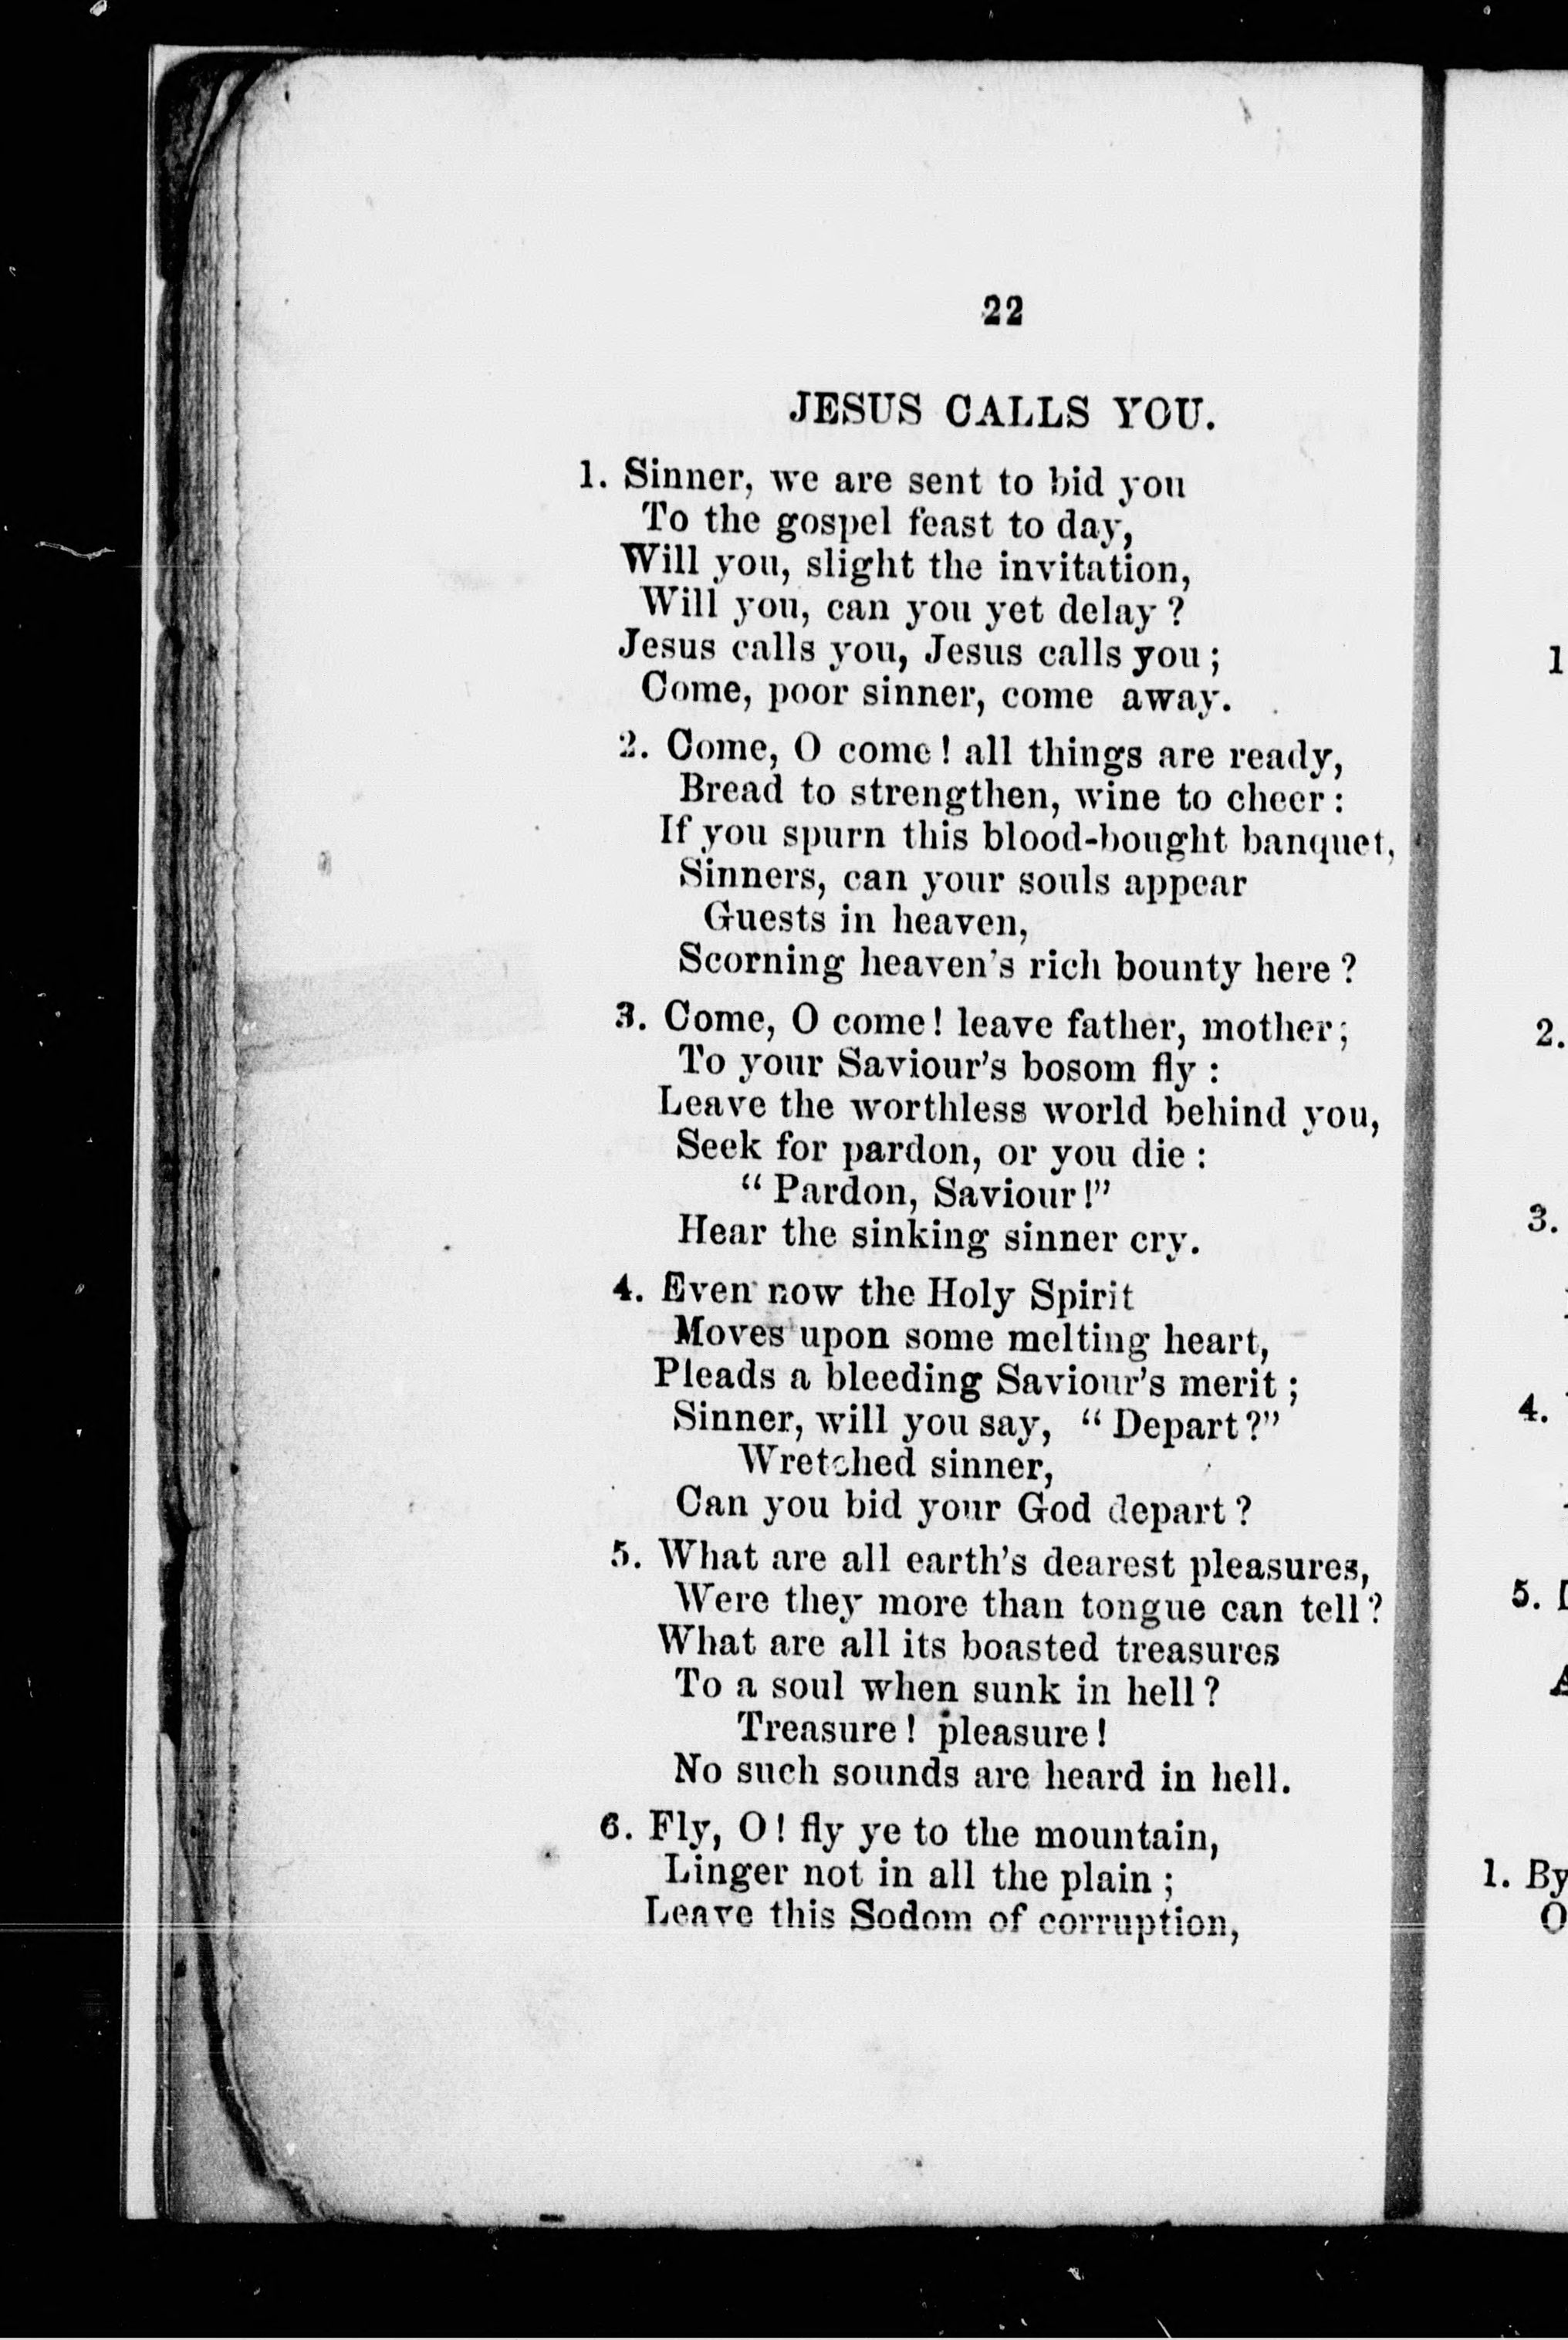 22
JESUS CALLS YOU.
1. Sinner, we are sent to bid you
To the gospel feast to day,
Will you, slight the invitation,
Will you, can you yet delay ?
Jesus calls you, Jesus calls you ;
Come, poor sinner, come away.
2. Come, O come ! all things are ready,
Bread to strengthen, wine to cheer :
If you spurn this blood-bought banquet,
Sinners, can your souls appear
Guests in heaven,
Scorning heaven's rich bounty here ?
3. Come, O come! leave father, mother;
To your Saviour's bosom fly :
Leave the worthless world behind you,
Seek for pardon, or you die :
“ Pardon, Saviour !”
Hear the sinking sinner cry.
4. Even now the Holy Spirit
Moves upon some melting heart,
Pleads a bleeding Saviour's merit ;
Sinner, will you say, “ Depart ?”
Wretched sinner,
Can you bid your God depart ?
5. What are all earth's dearest pleasures,
Were they more than tongue can tell ?
What are all its boasted treasures
To a soul when sunk in hell ?
Treasure ! pleasure !
No such sounds are heard in hell.
6. Fly, O ! fly ye to the mountain,
Linger not in all the plain ;
Leave this Sodom of corruption,
1
2.
3.
4.
5.
1. By
O